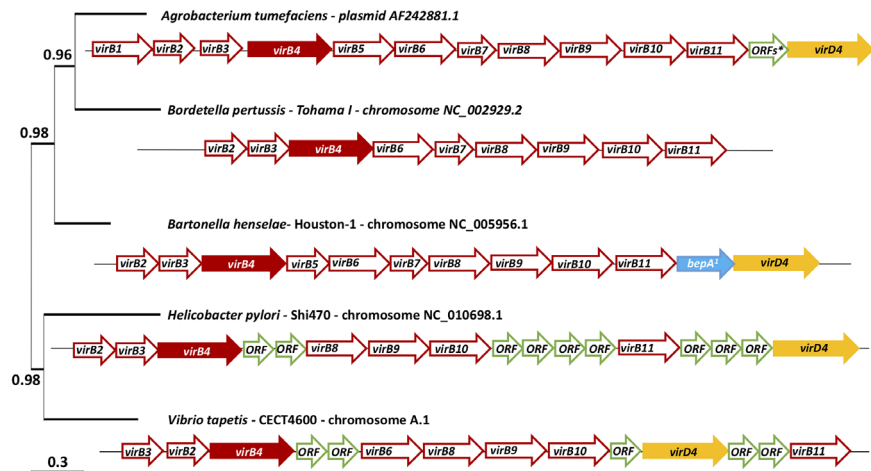 Agrobacterium tumefaciens - plasmid AF242881.1
virB1 virB2 virB3 virB4 virB5 virB6 virB7 virB8 virB9 virB10 virB11 ORFs* virD4
0.96
Bordetella pertussis - Tohama I - chromosome NC_002929.2
0.98
virB2 virB3 virB4 virB6 virB7 virB8 virB9 virB10 virB11
Bartonella henselae- Houston-1 - chromosome NC_005956.1
virB2 virB3 virB4 virB5 virB6 virB7 virB8 virB9 virB10 virB11 bepA¹ virD4
Helicobacter pylori - Shi470 - chromosome NC_010698.1
virB2 virB3 virB4 ORF ORF virB8 virB9 virB10 ORF ORF ORF ORF virB11 ORF ORF ORF virD4
0.98
Vibrio tapetis - CECT4600 - chromosome A.1
virB3 virB2 virB4 ORF ORF virB6 virB8 virB9 virB10 ORF virD4 ORF ORF virB11
0.3